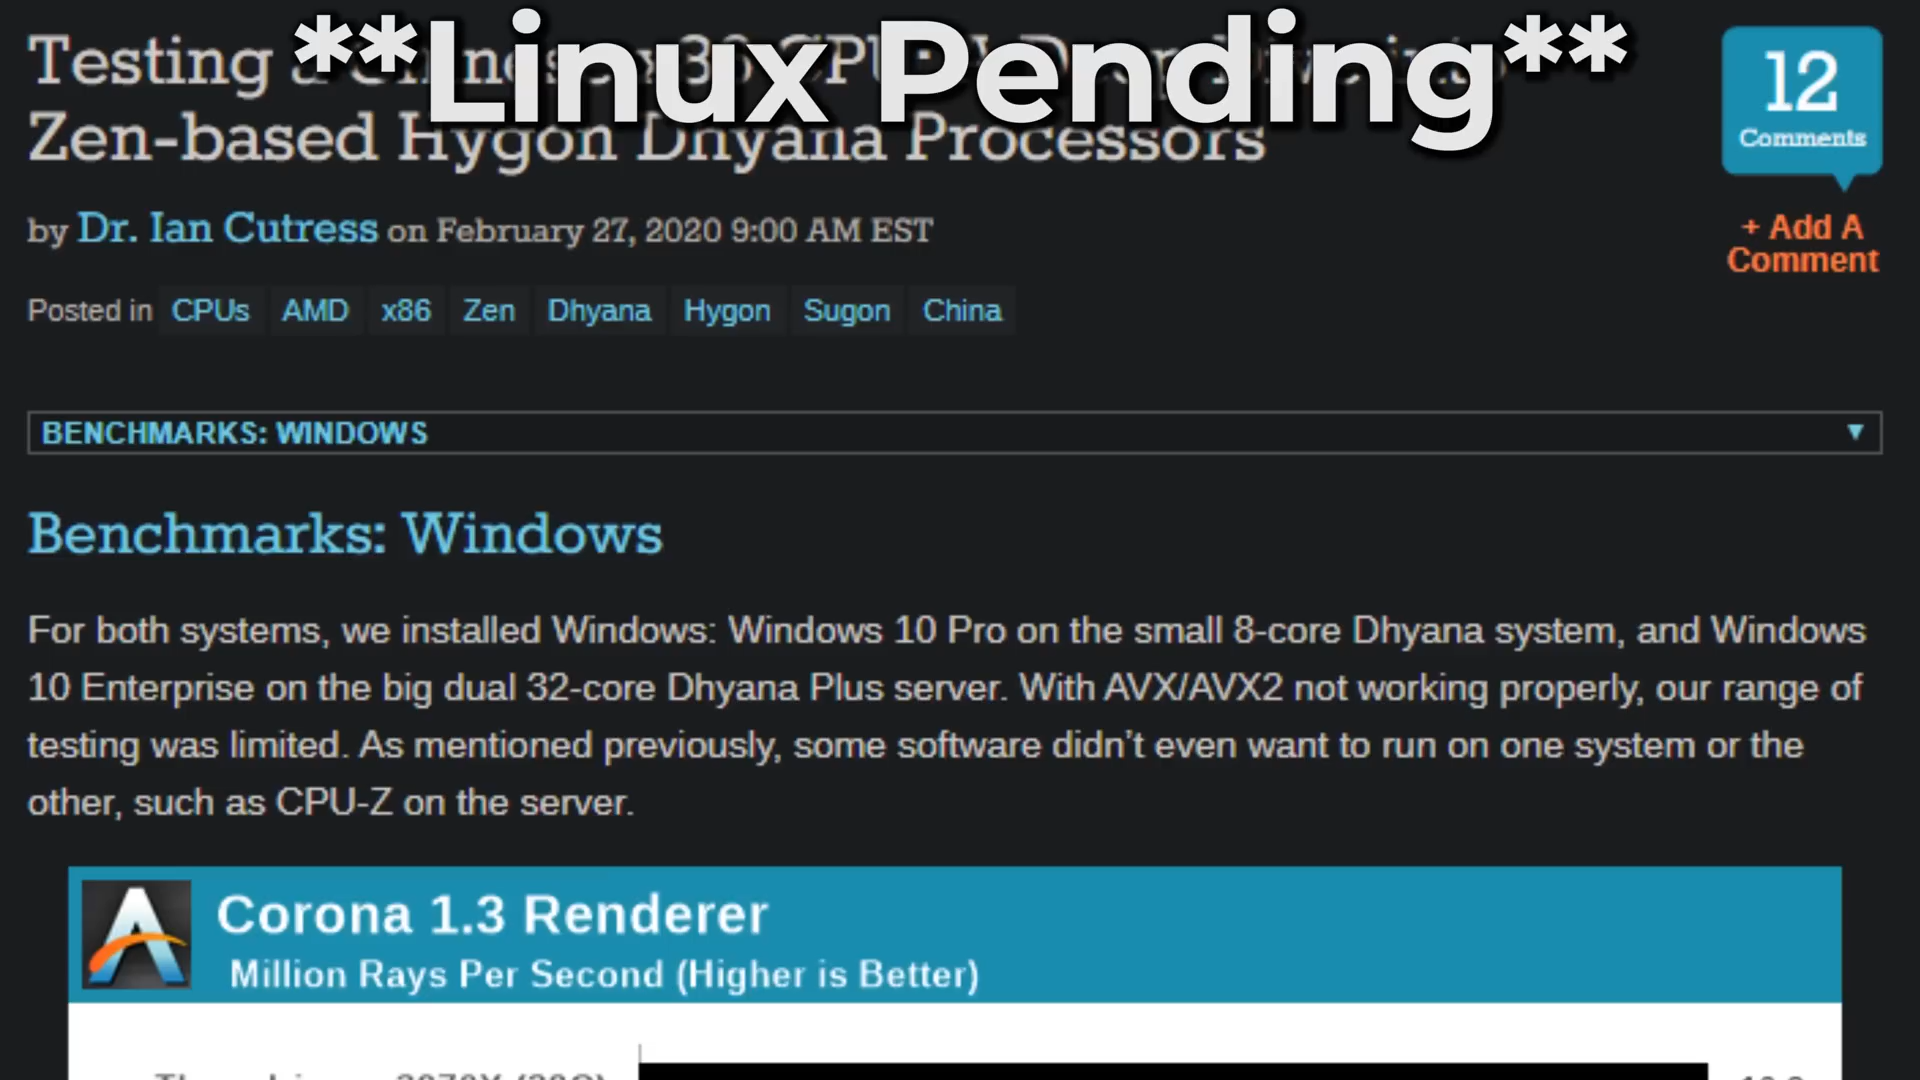 **Linux Pending**
Testing
Zen-based Hygon Dhyana Processors
12
Comments
+ Add A
Comment
by Dr. Ian Cutress on February 27, 2020 9:00 AM EST
Posted in CPUs AMD x86 Zen Dhyana Hygon Sugon China
BENCHMARKS: WINDOWS
Benchmarks: Windows
For both systems, we installed Windows: Windows 10 Pro on the small 8-core Dhyana system, and Windows
10 Enterprise on the big dual 32-core Dhyana Plus server. With AVX/AVX2 not working properly, our range of
testing was limited. As mentioned previously, some software didn’t even want to run on one system or the
other, such as CPU-Z on the server.
Corona 1.3 Renderer
Million Rays Per Second (Higher is Better)